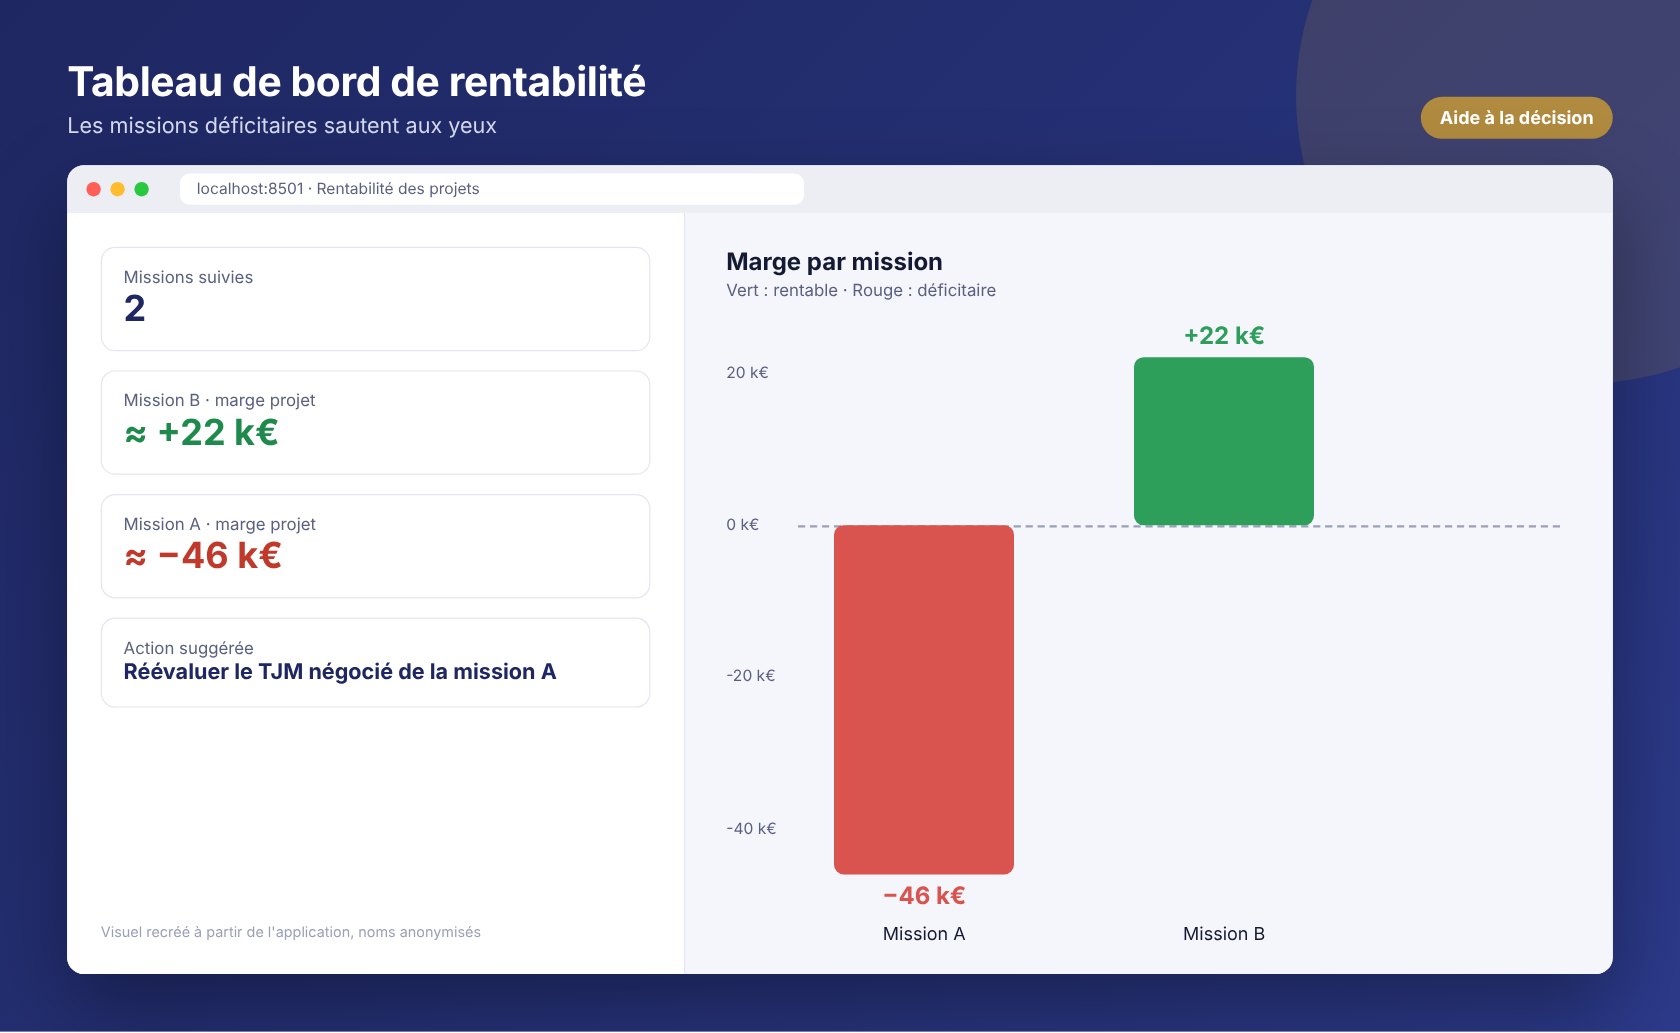 Tableau de bord de rentabilité
Les missions déficitaires sautent aux yeux
Aide à la décision
localhost:8501 · Rentabilité des projets
Missions suivies
2
Mission B · marge projet
≈ +22 k€
Mission A · marge projet
≈ −46 k€
Action suggérée
Réévaluer le TJM négocié de la mission A
Visuel recréé à partir de l'application, noms anonymisés
Marge par mission
Vert : rentable · Rouge : déficitaire
+22 k€
20 k€
0 k€
-20 k€
-40 k€
−46 k€
Mission A
Mission B